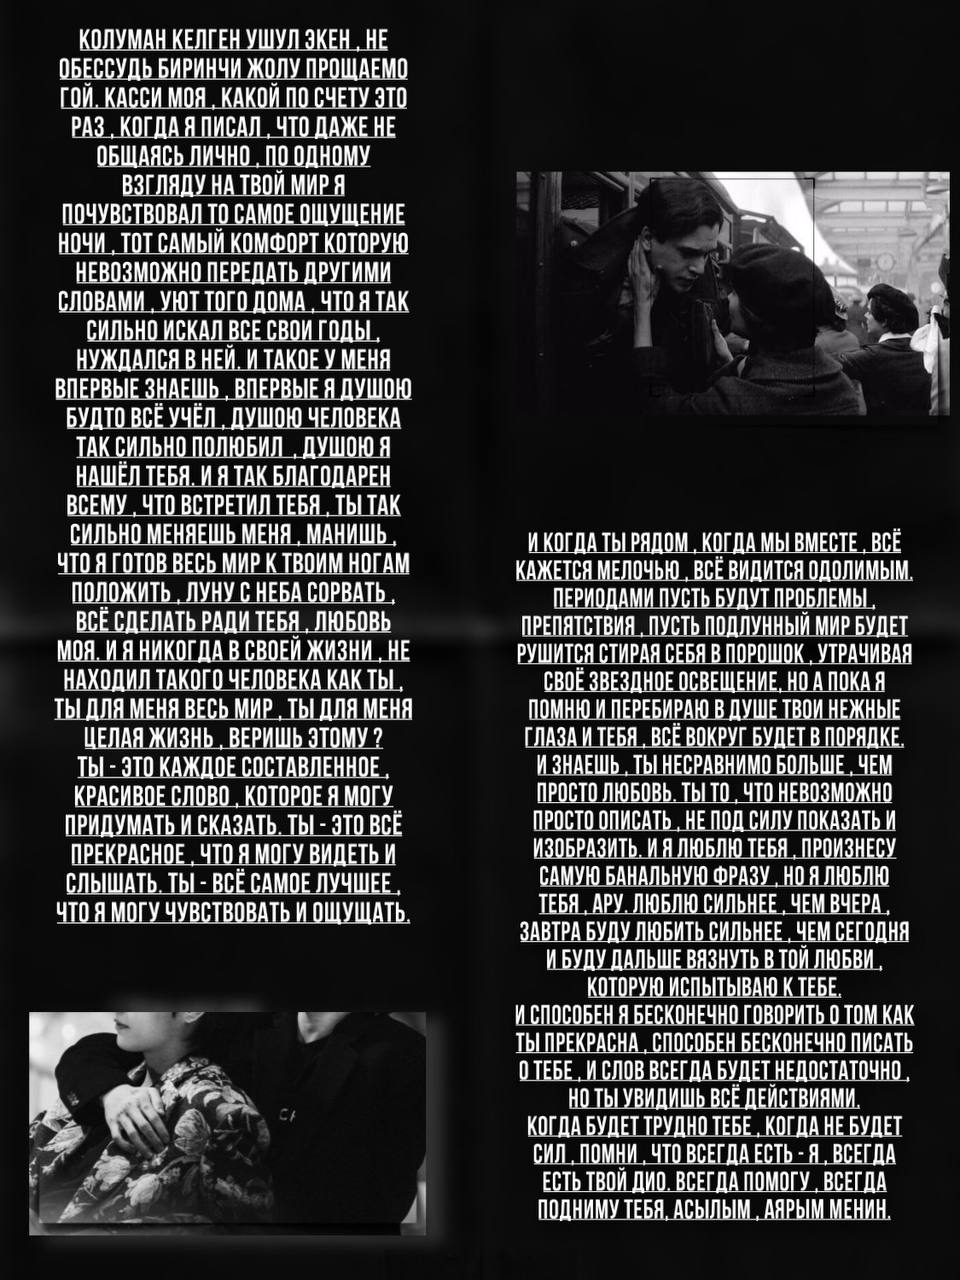 КОЛУМАН КЕЛГЕН УШУЛ ЭКЕН , НЕ
ОБЕССУДЬ БИРИНЧИ ЖОЛУ ПРОЩАЕМО
ГОЙ. КАССИ МОЯ , КАКОЙ ПО СЧЕТУ ЭТО
РАЗ , КОГДА Я ПИСАЛ , ЧТО ДАЖЕ НЕ
ОБЩАЯСЬ ЛИЧНО , ПО ОДНОМУ
ВЗГЛЯДУ НА ТВОЙ МИР Я
ПОЧУВСТВОВАЛ ТО САМОЕ ОЩУЩЕНИЕ
НОЧИ , ТОТ САМЫЙ КОМФОРТ КОТОРУЮ
НЕВОЗМОЖНО ПЕРЕДАТЬ ДРУГИМИ
СЛОВАМИ , УЮТ ТОГО ДОМА , ЧТО Я ТАК
СИЛЬНО ИСКАЛ ВСЕ СВОИ ГОДЫ ,
НУЖДАЛСЯ В НЕЙ. И ТАКОЕ У МЕНЯ
ВПЕРВЫЕ ЗНАЕШЬ , ВПЕРВЫЕ Я ДУШОЮ
БУДТО ВСЁ УЧЁЛ , ДУШОЮ ЧЕЛОВЕКА
ТАК СИЛЬНО ПОЛЮБИЛ , ДУШОЮ Я
НАШЁЛ ТЕБЯ. И Я ТАК БЛАГОДАРЕН
ВСЕМУ , ЧТО ВСТРЕТИЛ ТЕБЯ , ТЫ ТАК
СИЛЬНО МЕНЯЕШЬ МЕНЯ , МАНИШЬ ,
ЧТО Я ГОТОВ ВЕСЬ МИР К ТВОИМ НОГАМ
ПОЛОЖИТЬ , ЛУНУ С НЕБА СОРВАТЬ ,
ВСЁ СДЕЛАТЬ РАДИ ТЕБЯ , ЛЮБОВЬ
МОЯ. И Я НИКОГДА В СВОЕЙ ЖИЗНИ , НЕ
НАХОДИЛ ТАКОГО ЧЕЛОВЕКА КАК ТЫ ,
ТЫ ДЛЯ МЕНЯ ВЕСЬ МИР , ТЫ ДЛЯ МЕНЯ
ЦЕЛАЯ ЖИЗНЬ , ВЕРИШЬ ЭТОМУ ?
ТЫ - ЭТО КАЖДОЕ СОСТАВЛЕННОЕ ,
КРАСИВОЕ СЛОВО , КОТОРОЕ Я МОГУ
ПРИДУМАТЬ И СКАЗАТЬ. ТЫ - ЭТО ВСЁ
ПРЕКРАСНОЕ , ЧТО Я МОГУ ВИДЕТЬ И
СЛЫШАТЬ. ТЫ - ВСЁ САМОЕ ЛУЧШЕЕ ,
ЧТО Я МОГУ ЧУВСТВОВАТЬ И ОЩУЩАТЬ.
И КОГДА ТЫ РЯДОМ , КОГДА МЫ ВМЕСТЕ , ВСЁ
КАЖЕТСЯ МЕЛОЧЬЮ , ВСЁ ВИДИТСЯ ОДОЛИМЫМ.
ПЕРИОДАМИ ПУСТЬ БУДУТ ПРОБЛЕМЫ ,
ПРЕПЯТСТВИЯ , ПУСТЬ ПОДЛУННЫЙ МИР БУДЕТ
РУШИТСЯ СТИРАЯ СЕБЯ В ПОРОШОК , УТРАЧИВАЯ
СВОЁ ЗВЕЗДНОЕ ОСВЕЩЕНИЕ, НО А ПОКА Я
ПОМНЮ И ПЕРЕБИРАЮ В ДУШЕ ТВОИ НЕЖНЫЕ
ГЛАЗА И ТЕБЯ , ВСЁ ВОКРУГ БУДЕТ В ПОРЯДКЕ.
И ЗНАЕШЬ , ТЫ НЕСРАВНИМО БОЛЬШЕ , ЧЕМ
ПРОСТО ЛЮБОВЬ. ТЫ ТО , ЧТО НЕВОЗМОЖНО
ПРОСТО ОПИСАТЬ , НЕ ПОД СИЛУ ПОКАЗАТЬ И
ИЗОБРАЗИТЬ. И Я ЛЮБЛЮ ТЕБЯ , ПРОИЗНЕСУ
САМУЮ БАНАЛЬНУЮ ФРАЗУ , НО Я ЛЮБЛЮ
ТЕБЯ , АРУ. ЛЮБЛЮ СИЛЬНЕЕ , ЧЕМ ВЧЕРА ,
ЗАВТРА БУДУ ЛЮБИТЬ СИЛЬНЕЕ , ЧЕМ СЕГОДНЯ
И БУДУ ДАЛЬШЕ ВЯЗНУТЬ В ТОЙ ЛЮБВИ ,
КОТОРУЮ ИСПЫТЫВАЮ К ТЕБЕ.
И СПОСОБЕН Я БЕСКОНЕЧНО ГОВОРИТЬ О ТОМ КАК
ТЫ ПРЕКРАСНА , СПОСОБЕН БЕСКОНЕЧНО ПИСАТЬ
О ТЕБЕ , И СЛОВ ВСЕГДА БУДЕТ НЕДОСТАТОЧНО ,
НО ТЫ УВИДИШЬ ВСЁ ДЕЙСТВИЯМИ.
КОГДА БУДЕТ ТРУДНО ТЕБЕ , КОГДА НЕ БУДЕТ
СИЛ , ПОМНИ , ЧТО ВСЕГДА ЕСТЬ - Я , ВСЕГДА
ЕСТЬ ТВОЙ ДИО. ВСЕГДА ПОМОГУ , ВСЕГДА
ПОДНИМУ ТЕБЯ, АСЫЛЫМ , АЯРЫМ МЕНИН.